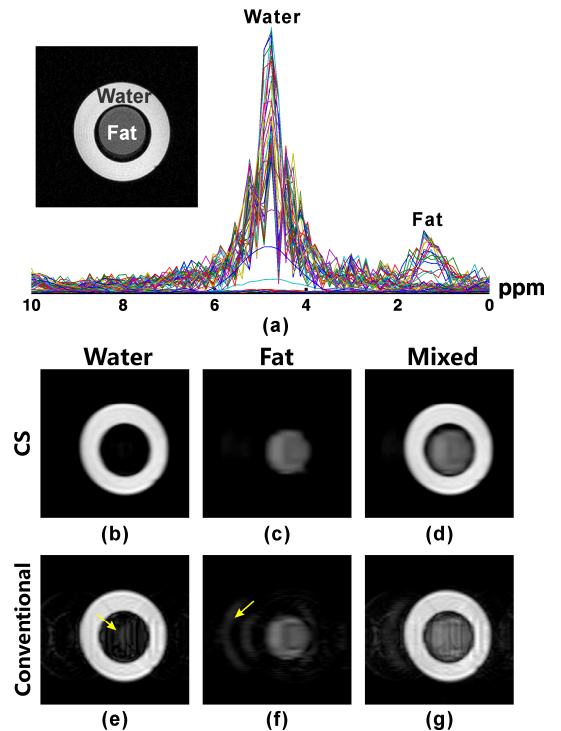 Water
Water
Fat
Fat
10 8 6 4 2 0 ppm
(a)
Water Fat Mixed
CS
(b) (c) (d)
Conventional
(e) (f) (g)